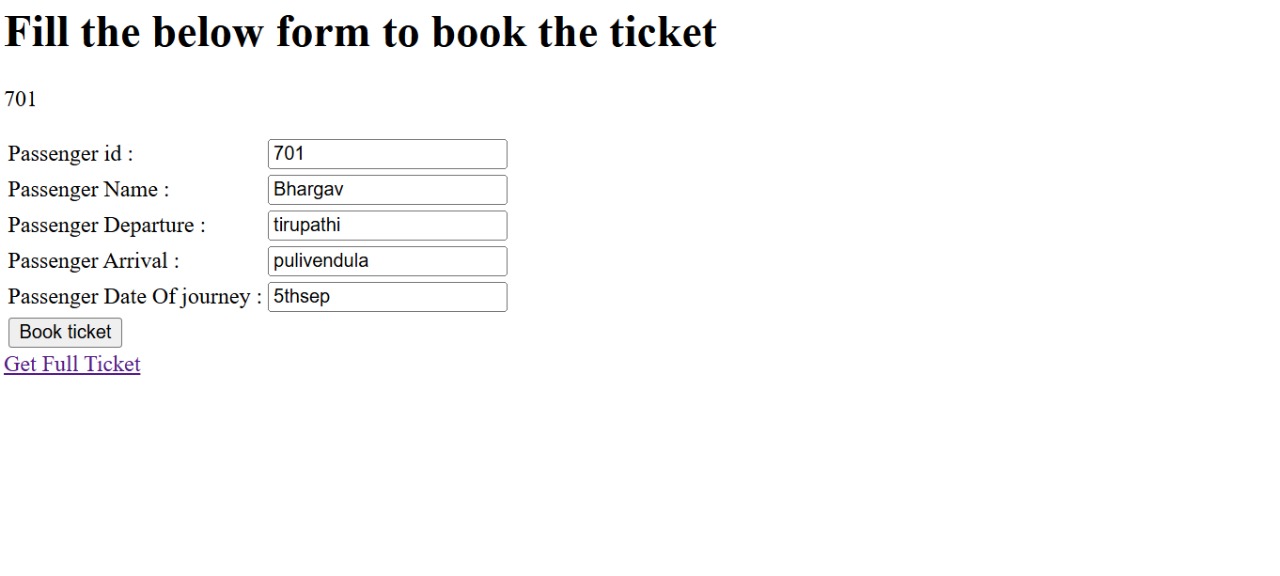 Fill the below form to book the ticket
701
Passenger id : 701
Passenger Name : Bhargav
Passenger Departure : tirupathi
Passenger Arrival : pulivendula
Passenger Date Of journey : 5thsep
Book ticket
Get Full Ticket